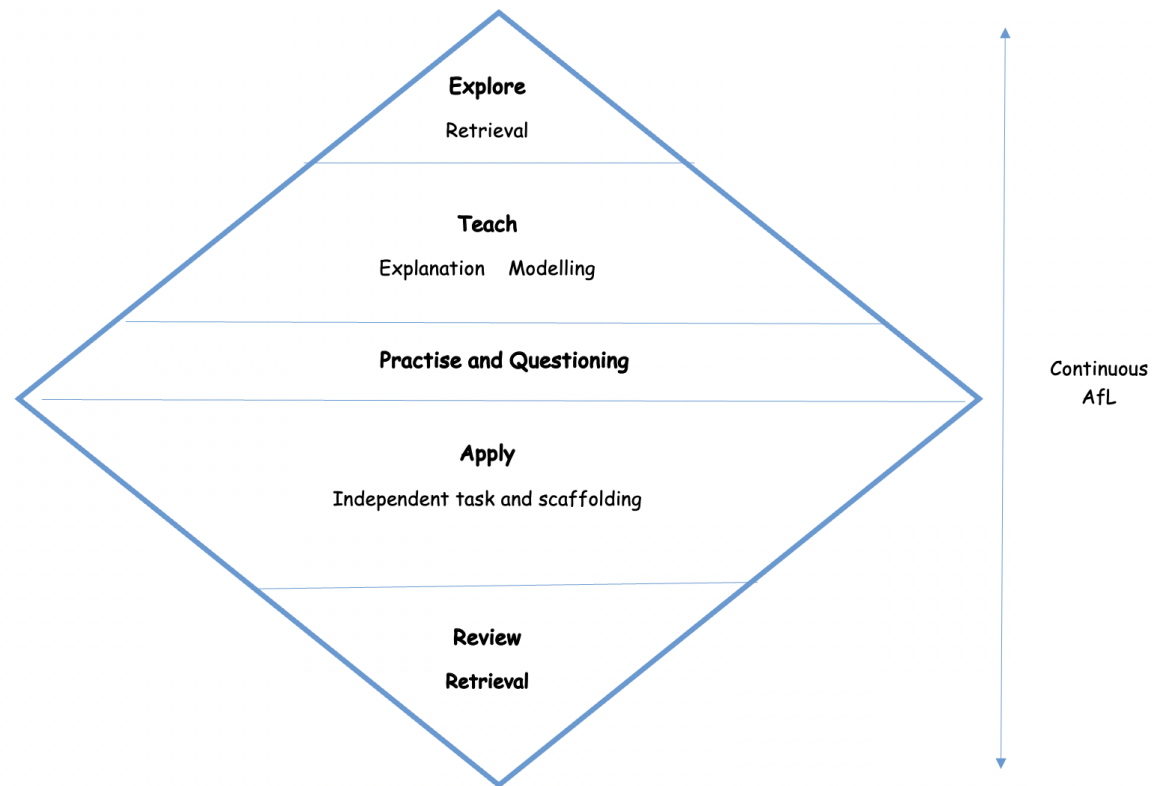 Explore
Retrieval
Teach
Explanation Modelling
Practise and Questioning
Continuous
AfL
Apply
Independent task and scaffolding
Review
Retrieval